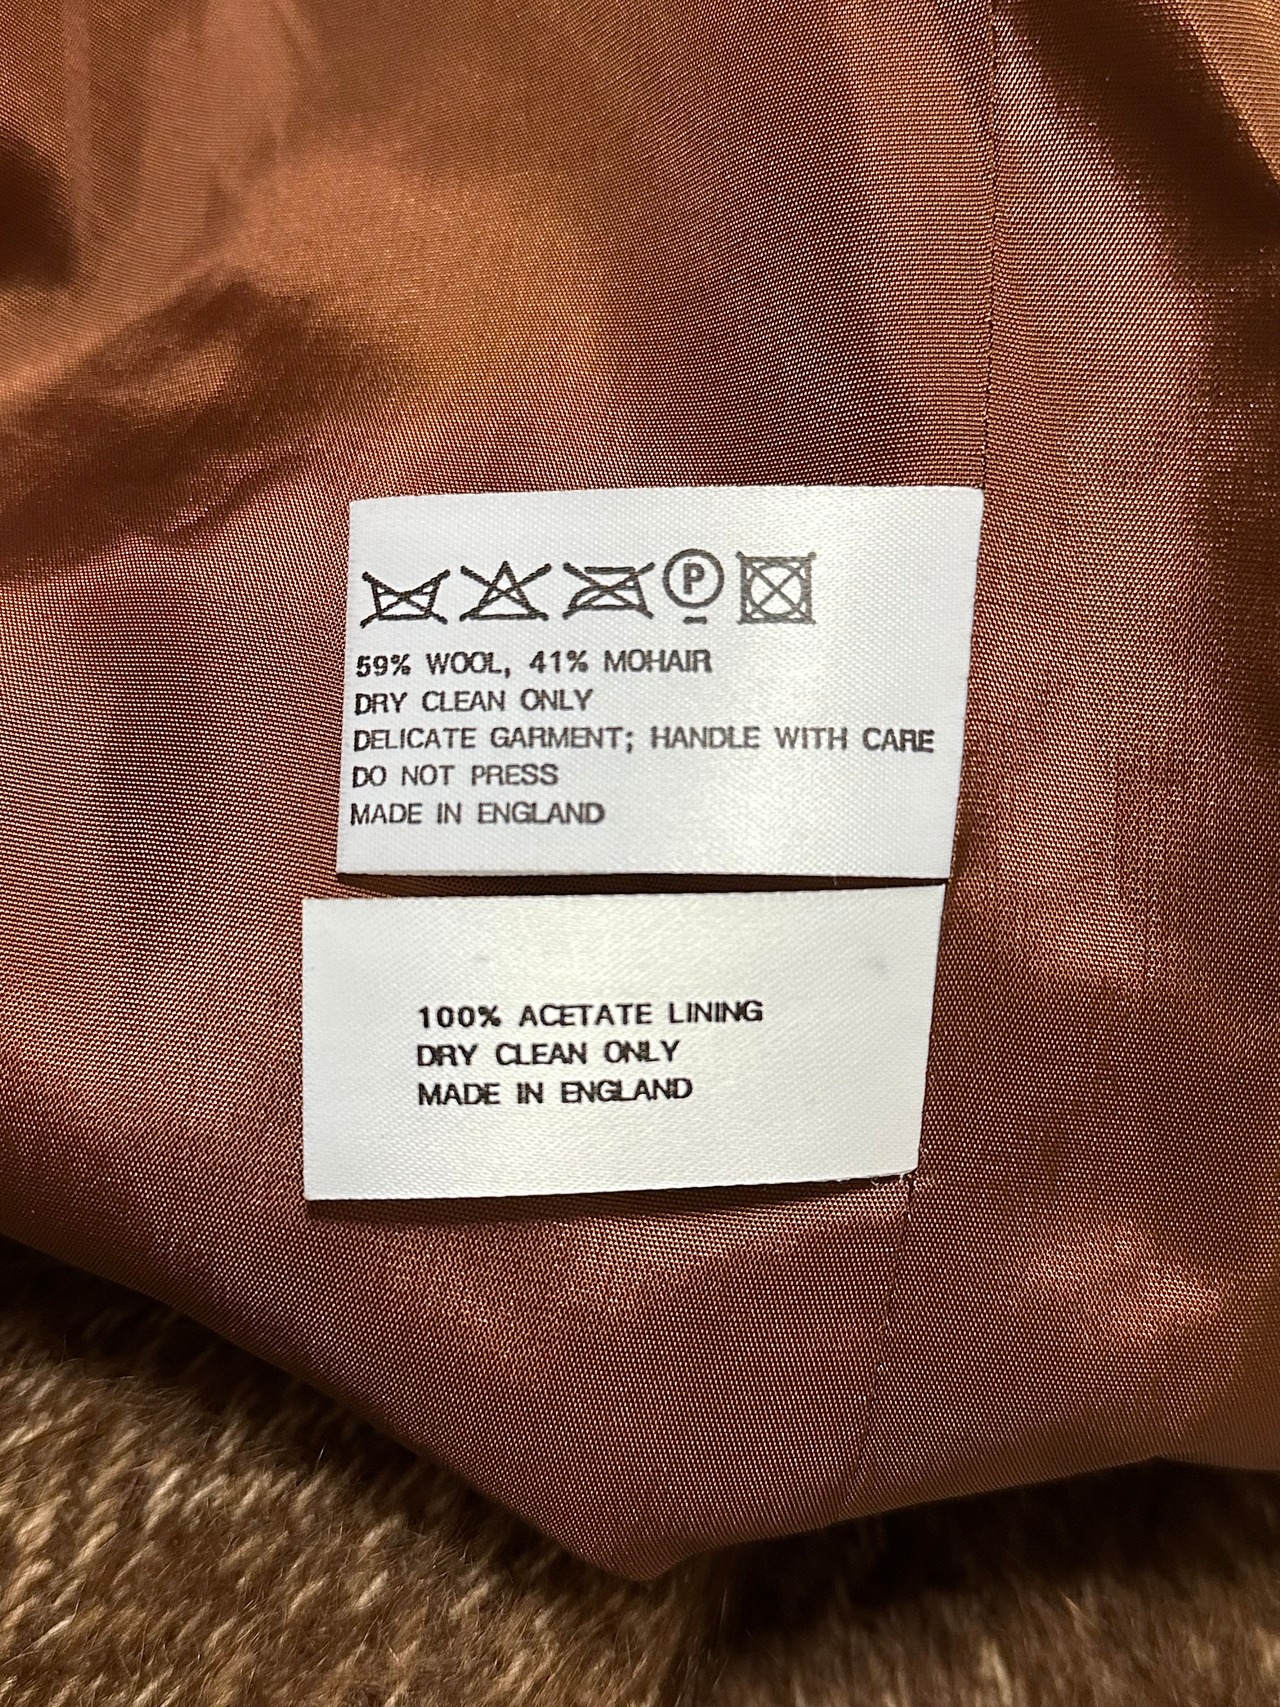 P
59% WOOL, 41% MOHAIR
DRY CLEAN ONLY
DELICATE GARMENT; HANDLE WITH CARE
DO NOT PRESS
MADE IN ENGLAND
100% ACETATE LINING
DRY CLEAN ONLY
MADE IN ENGLAND